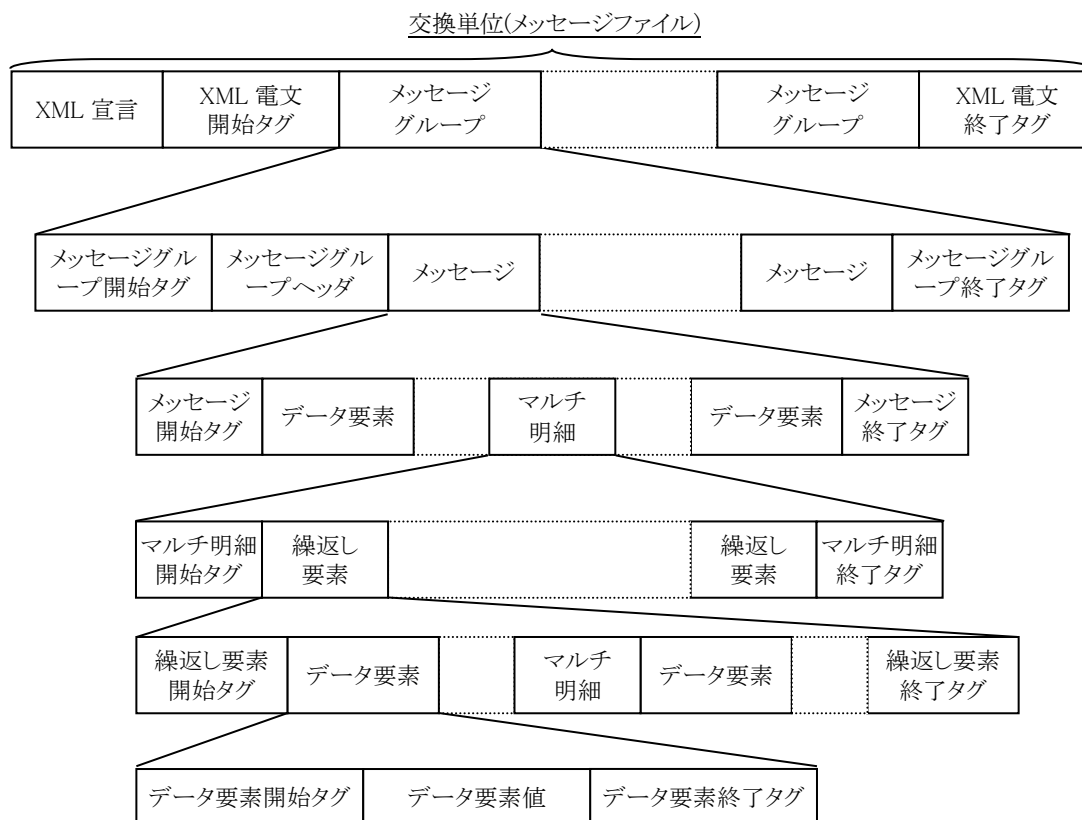 交換単位(メッセージファイル)
XML 宣言
XML 電文
開始タグ
メッセージ
グループ
メッセージ
グループ
XML 電文
終了タグ
メッセージグル
ープ開始タグ
メッセージグル
ープヘッダ
メッセージ
メッセージ
メッセージグル
ープ終了タグ
メッセージ
開始タグ
データ要素
マルチ
明細
データ要素
メッセージ
終了タグ
マルチ明細
開始タグ
繰返し
要素
繰返し
要素
マルチ明細
終了タグ
繰返し要素
開始タグ
データ要素
マルチ
明細
データ要素
繰返し要素
終了タグ
データ要素開始タグ
データ要素値
データ要素終了タグ